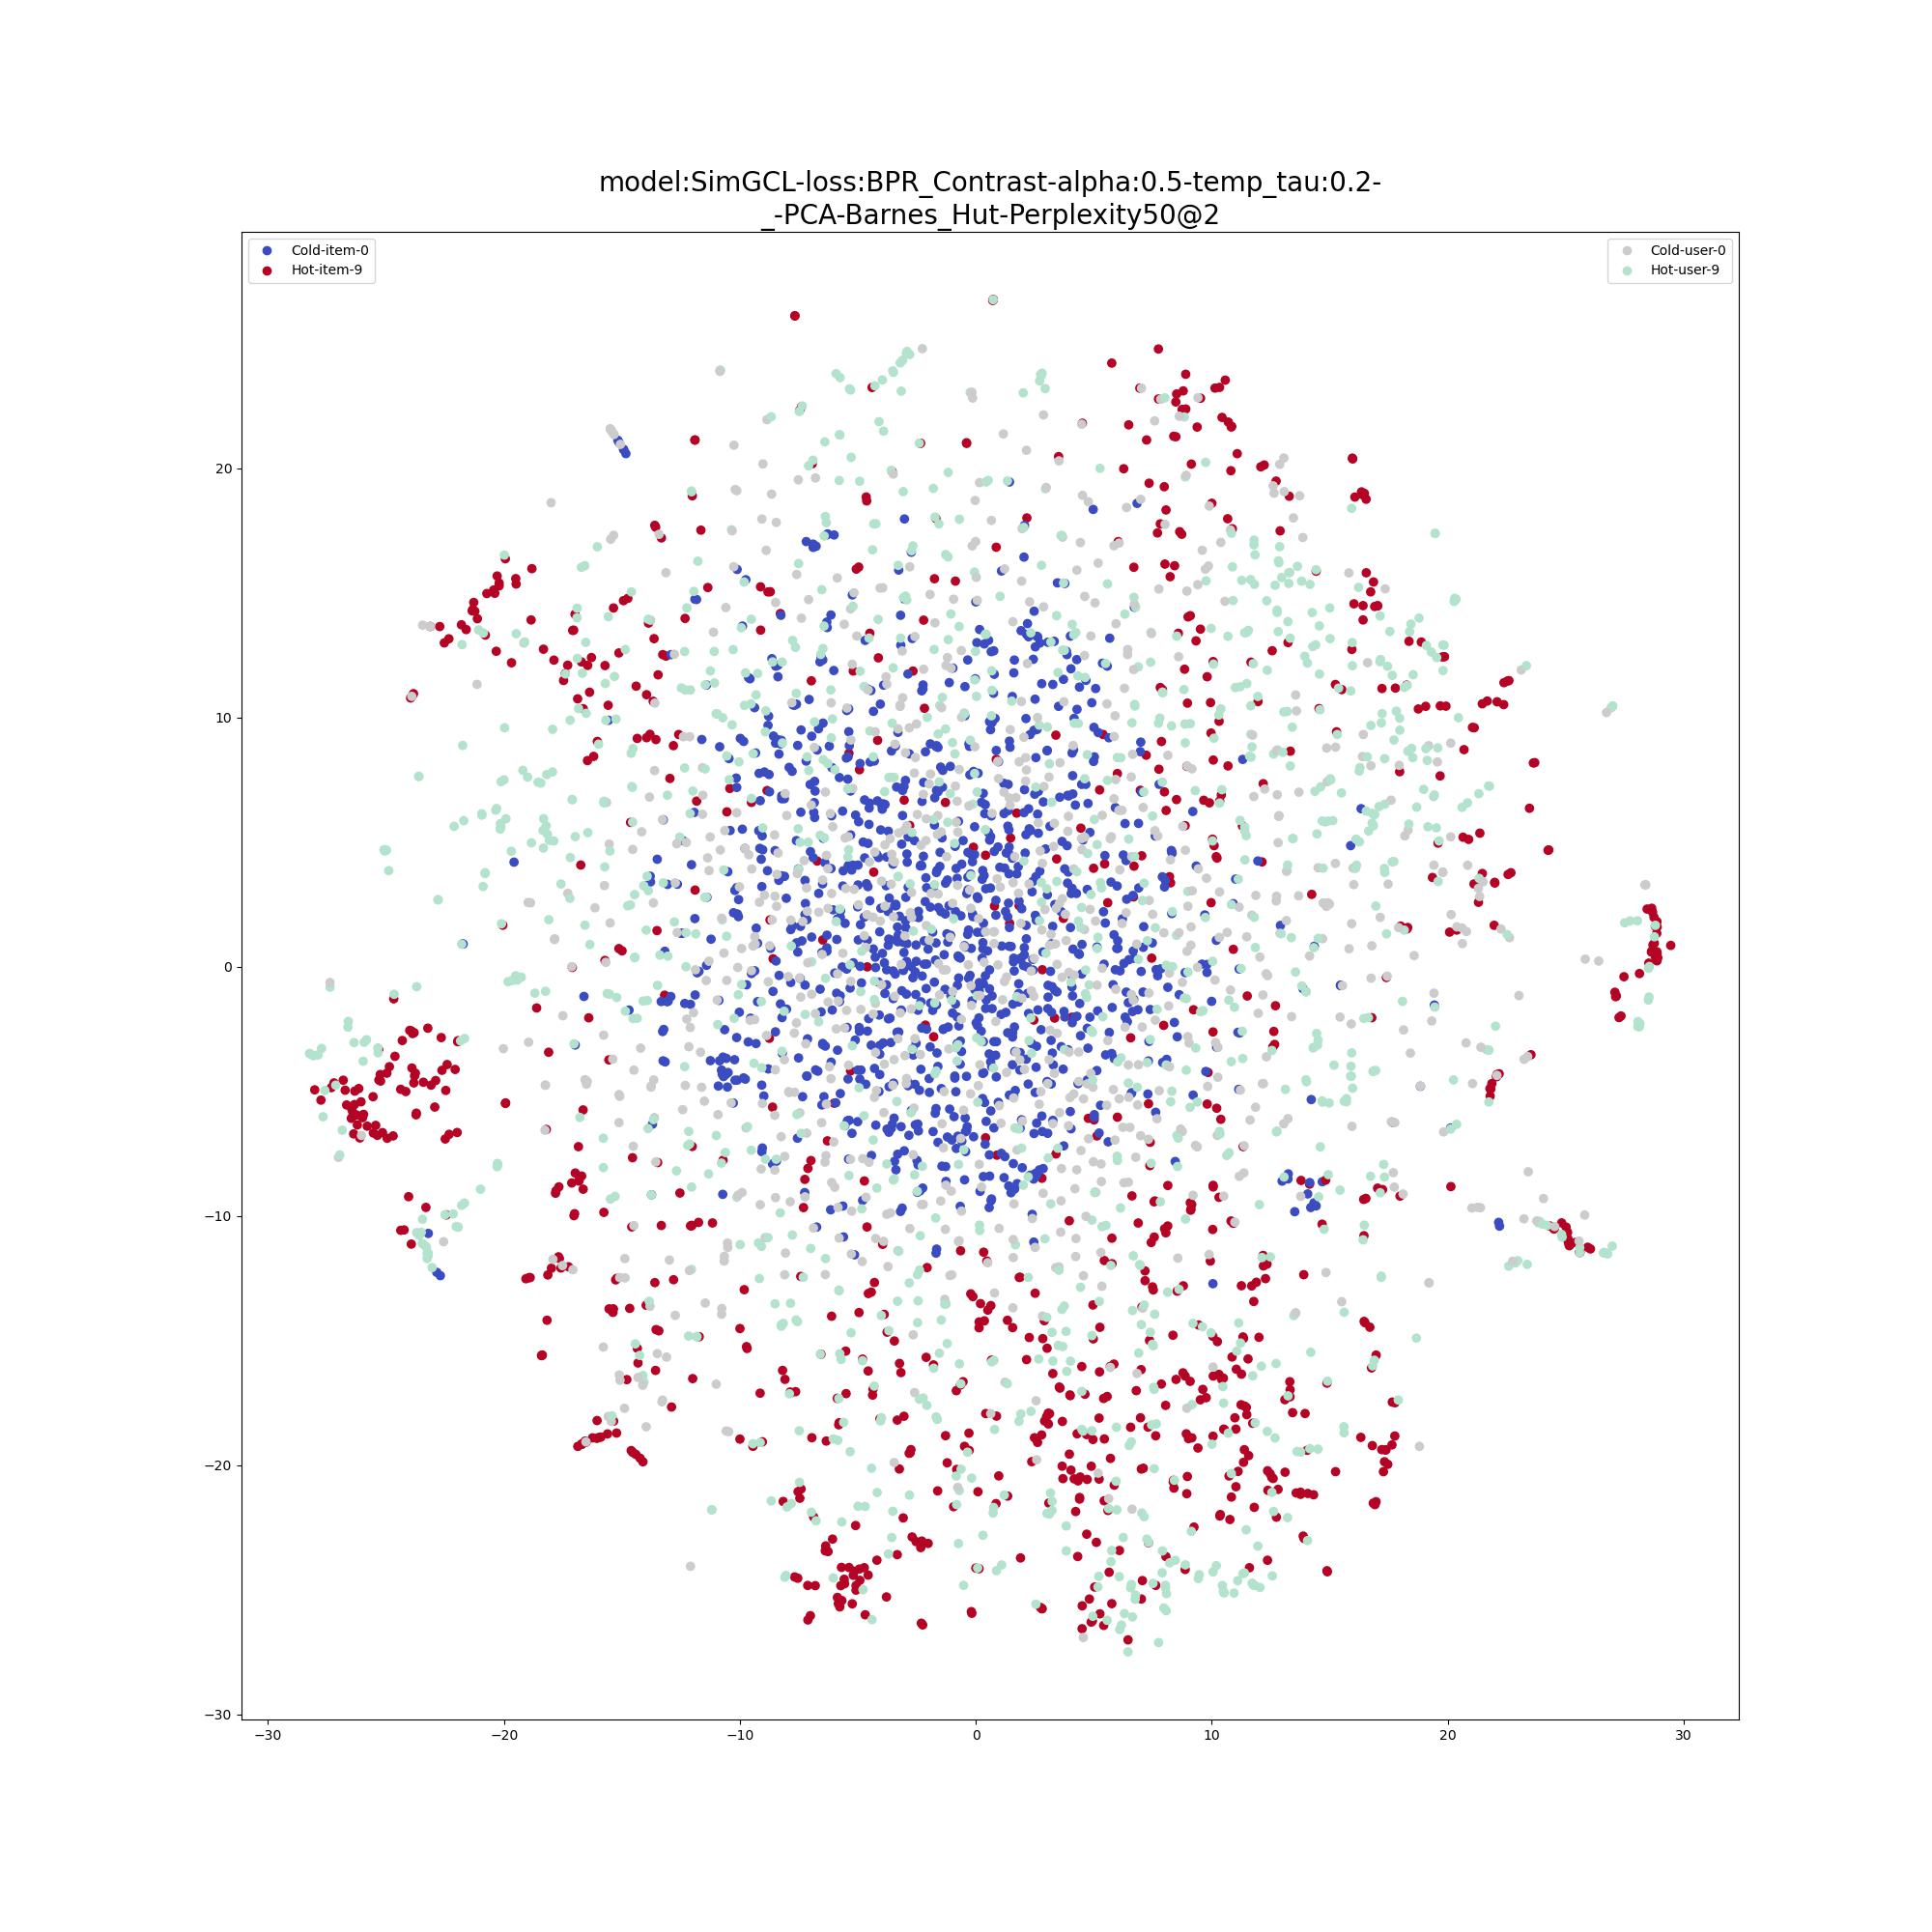 model:SimGCL-loss:BPR_Contrast-alpha:0.5-temp_tau:0.2-
_-PCA-Barnes_Hut-Perplexity50@2
Cold-item-0
Hot-item-9
Cold-user-0
Hot-user-9
20
10
0
−10
−20
−30
−30 −20 −10 0 10 20 30